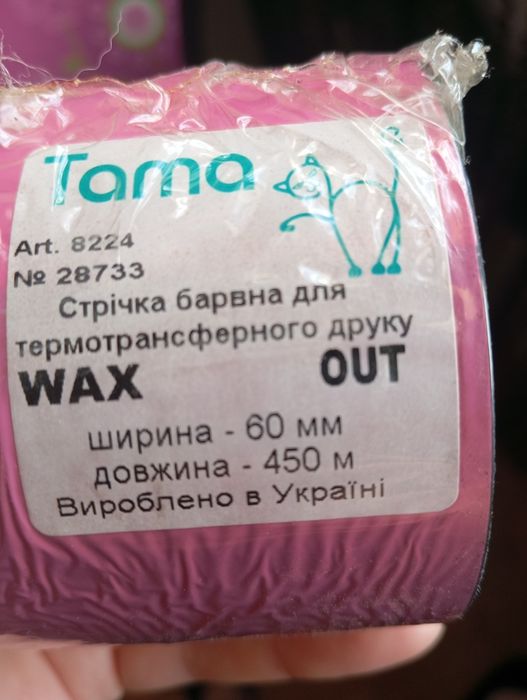 Tama
Art. 8224
№ 28733
Стрічка барвна для
термотрансферного друку
WAX OUT
ширина - 60 мм
довжина - 450 м
Вироблено в Україні